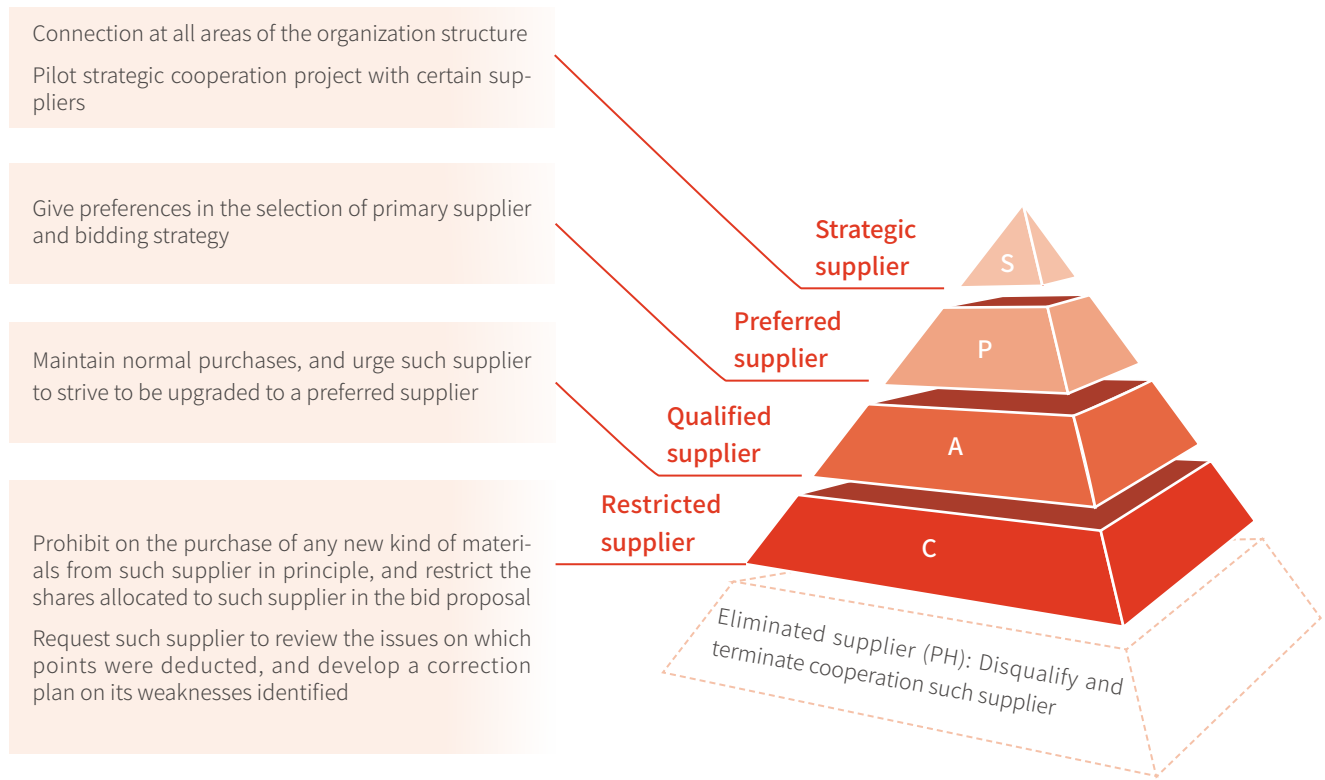 Connection at all areas of the organization structure
Pilot strategic cooperation project with certain sup-
pliers
Strategic
supplier
S
Give preferences in the selection of primary supplier
and bidding strategy
Preferred
supplier
P
Maintain normal purchases, and urge such supplier
to strive to be upgraded to a preferred supplier
Qualified
supplier
A
Prohibit on the purchase of any new kind of materi-
als from such supplier in principle, and restrict the
shares allocated to such supplier in the bid proposal
Request such supplier to review the issues on which
points were deducted, and develop a correction
plan on its weaknesses identified
Restricted
supplier
C
Eliminated supplier (PH): Disqualify and
terminate cooperation such supplier